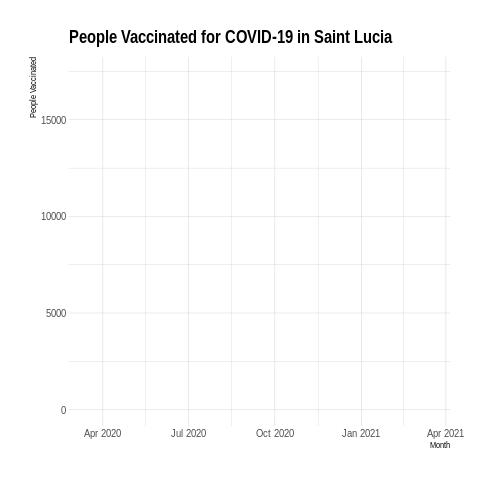 People Vaccinated for COVID-19 in Saint Lucia
People Vaccinated
15000
10000
5000
0
Apr 2020 Jul 2020 Oct 2020 Jan 2021 Apr 2021
Month